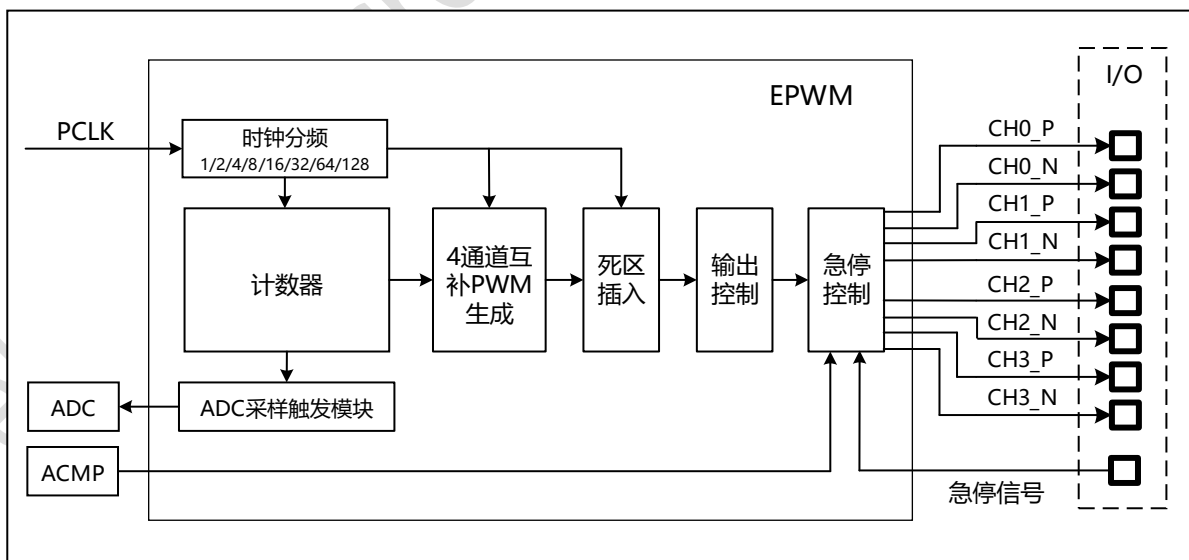 I/O
EPWM
PCLK
时钟分频
1/2/4/8/16/32/64/128
CH0_P
CH0_N
CH1_P
CH1_N
CH2_P
CH2_N
CH3_P
CH3_N
计数器
4通道互
补PWM
生成
死区
插入
输出
控制
急停
控制
ADC
ADC采样触发模块
ACMP
急停信号